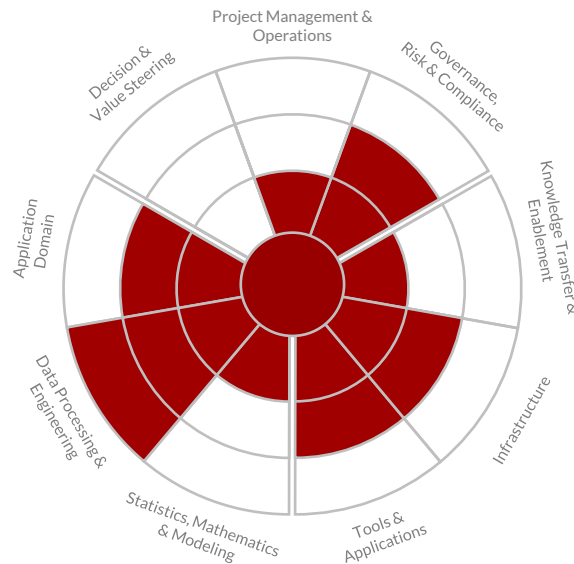 Project Management &
Operations
Governance,
Risk & Compliance
Knowledge Transfer &
Enablement
Infrastructure
Tools &
Applications
Statistics, Mathematics
& Modeling
Data Processing &
Engineering
Application
Domain
Decision &
Value Steering